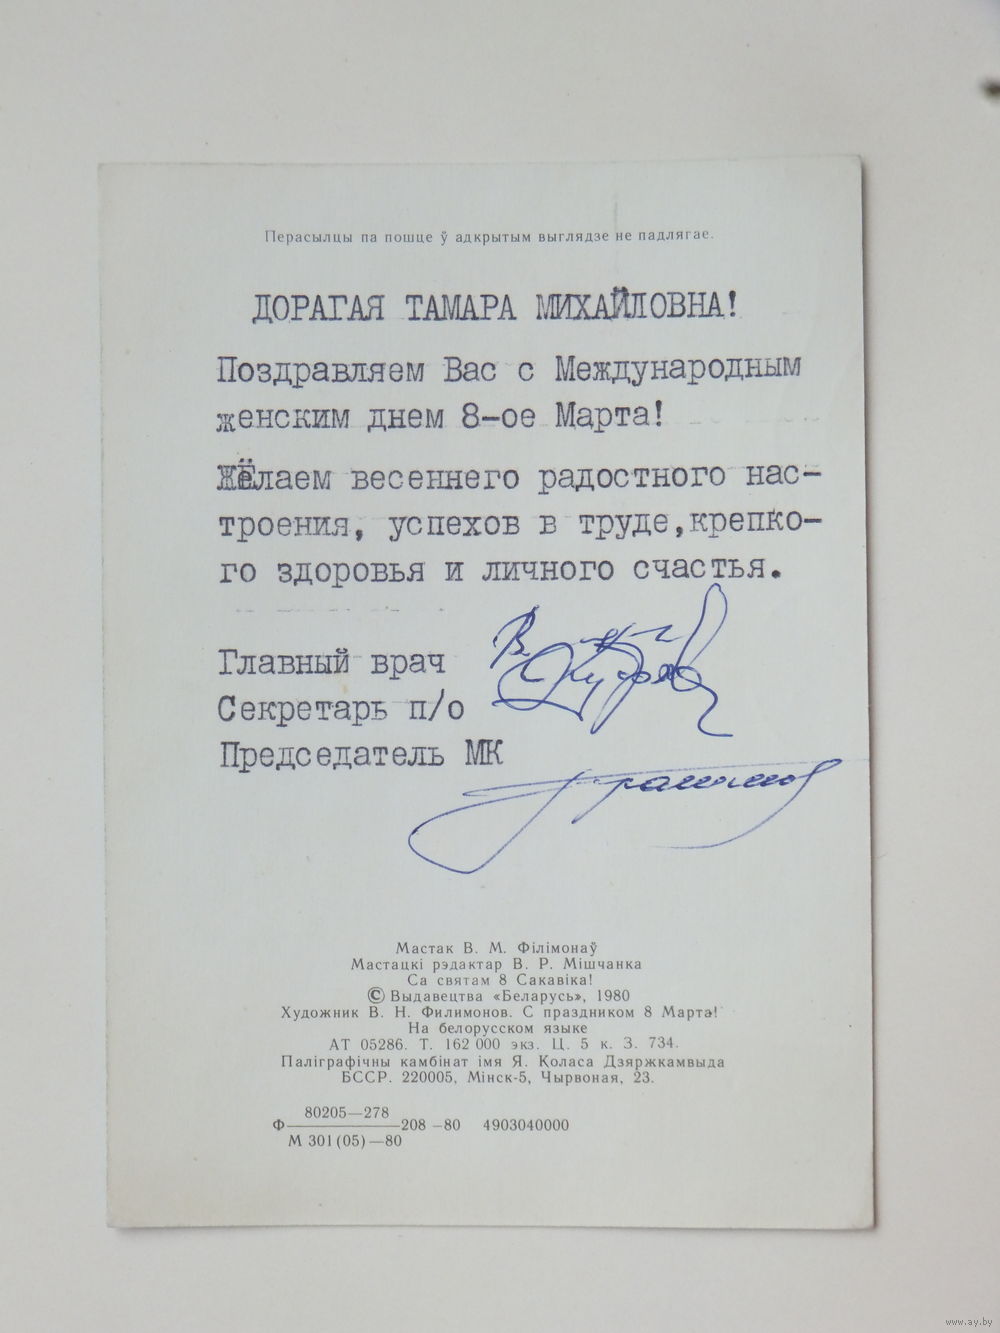 Перасылцы па пошце ў адкрытым выглядзе не падлягае.
ДОРАГАЯ ТАМАРА МИХАЙЛОВНА!
Поздравляем Вас с Международным
женским днем 8-ое Марта!
Желаем весеннего радостного нас-
троения, успехов в труде,крепко-
го здоровья и личного счастья.
Главный врач
Секретарь п/о
Председатель МК
Мастак В. М. Філімонаў
Мастацкі рэдактар В. Р. Мішчанка
Са святам 8 Сакавіка!
© Выдавецтва «Беларусь», 1980
Художник В. Н. Филимонов. С праздником 8 Марта!
На белорусском языке
АТ 05286. Т. 162 000 экз. Ц. 5 к. З. 734.
Паліграфічны камбінат імя Я. Коласа Дзяржкамвыда
БССР. 220005, Мінск-5, Чырвоная, 23.
80205—278
Ф————208 —80 4903040000
М 301 (05) —80
www.ay.by